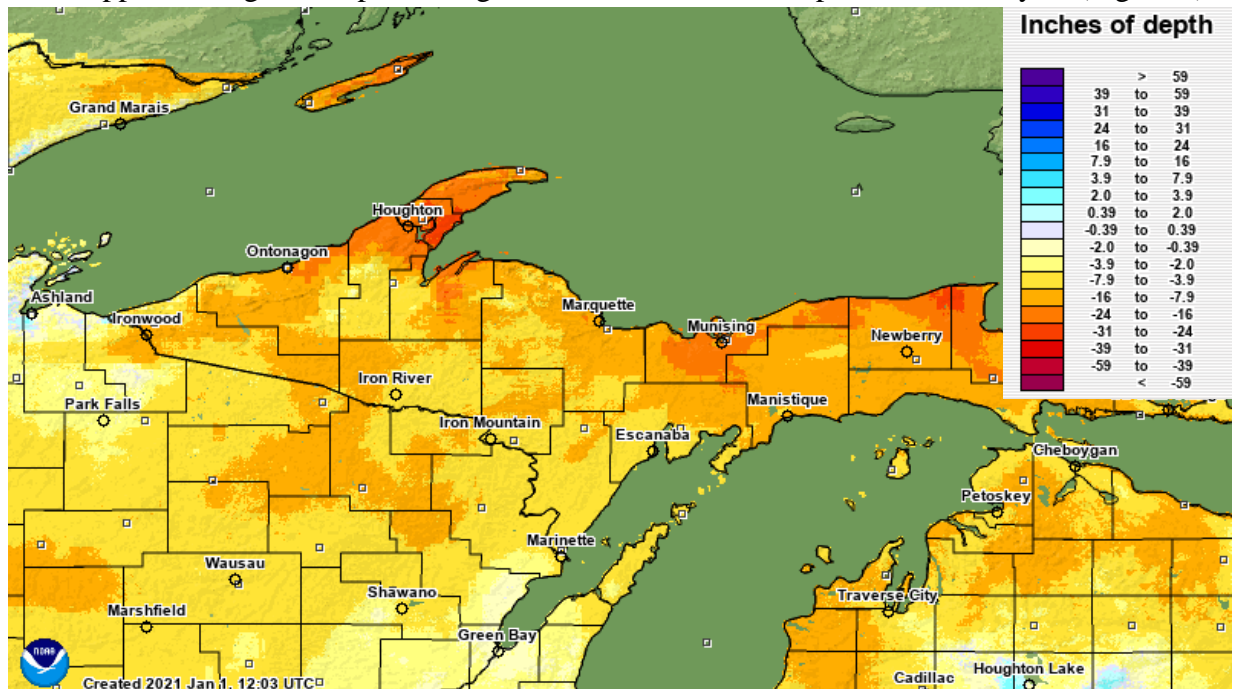 Inches of depth
> 59
39 to 59
31 to 39
24 to 31
16 to 24
7.9 to 16
3.9 to 7.9
2.0 to 3.9
0.39 to 2.0
-0.39 to 0.39
-2.0 to -0.39
-3.9 to -2.0
-7.9 to -3.9
-16 to -7.9
-24 to -16
-31 to -24
-39 to -31
-59 to -39
< -59
Grand Marais
Houghton
Ontonagon
Ashland
Ironwood
Marquette
Munising
Newberry
Iron River
Park Falls
Manistique
Iron Mountain
Escanaba
Cheboygan
Petoskey
Marinette
Wausau
Shawano
Traverse City
Marshfield
Green Bay
Houghton Lake
Cadillac
NOAA
Created 2021 Jan 1, 12:03 UTC